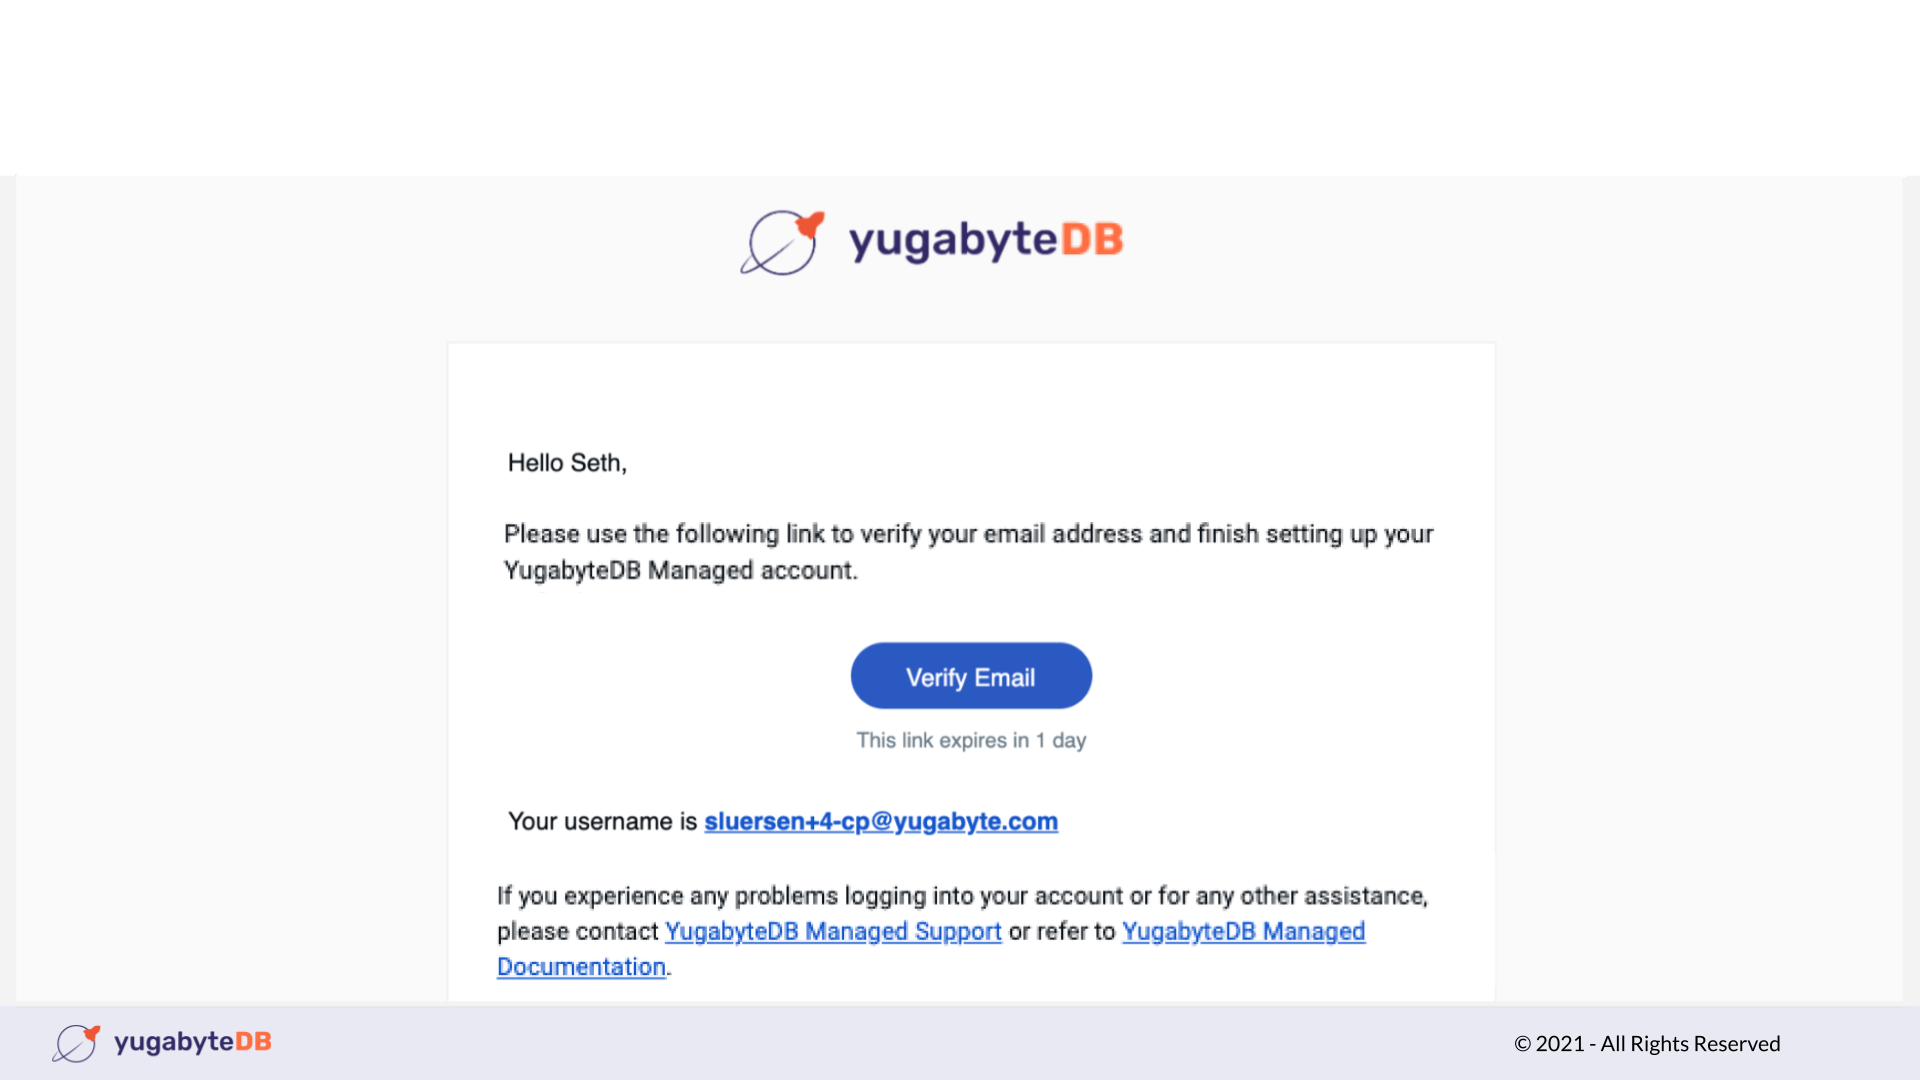 yugabyteDB
Hello Seth,
Please use the following link to verify your email address and finish setting up your
YugabyteDB Managed account.
Verify Email
This link expires in 1 day
Your username is sluersen+4-cp@yugabyte.com
If you experience any problems logging into your account or for any other assistance,
please contact YugabyteDB Managed Support or refer to YugabyteDB Managed
Documentation.
yugabyteDB
© 2021 - All Rights Reserved